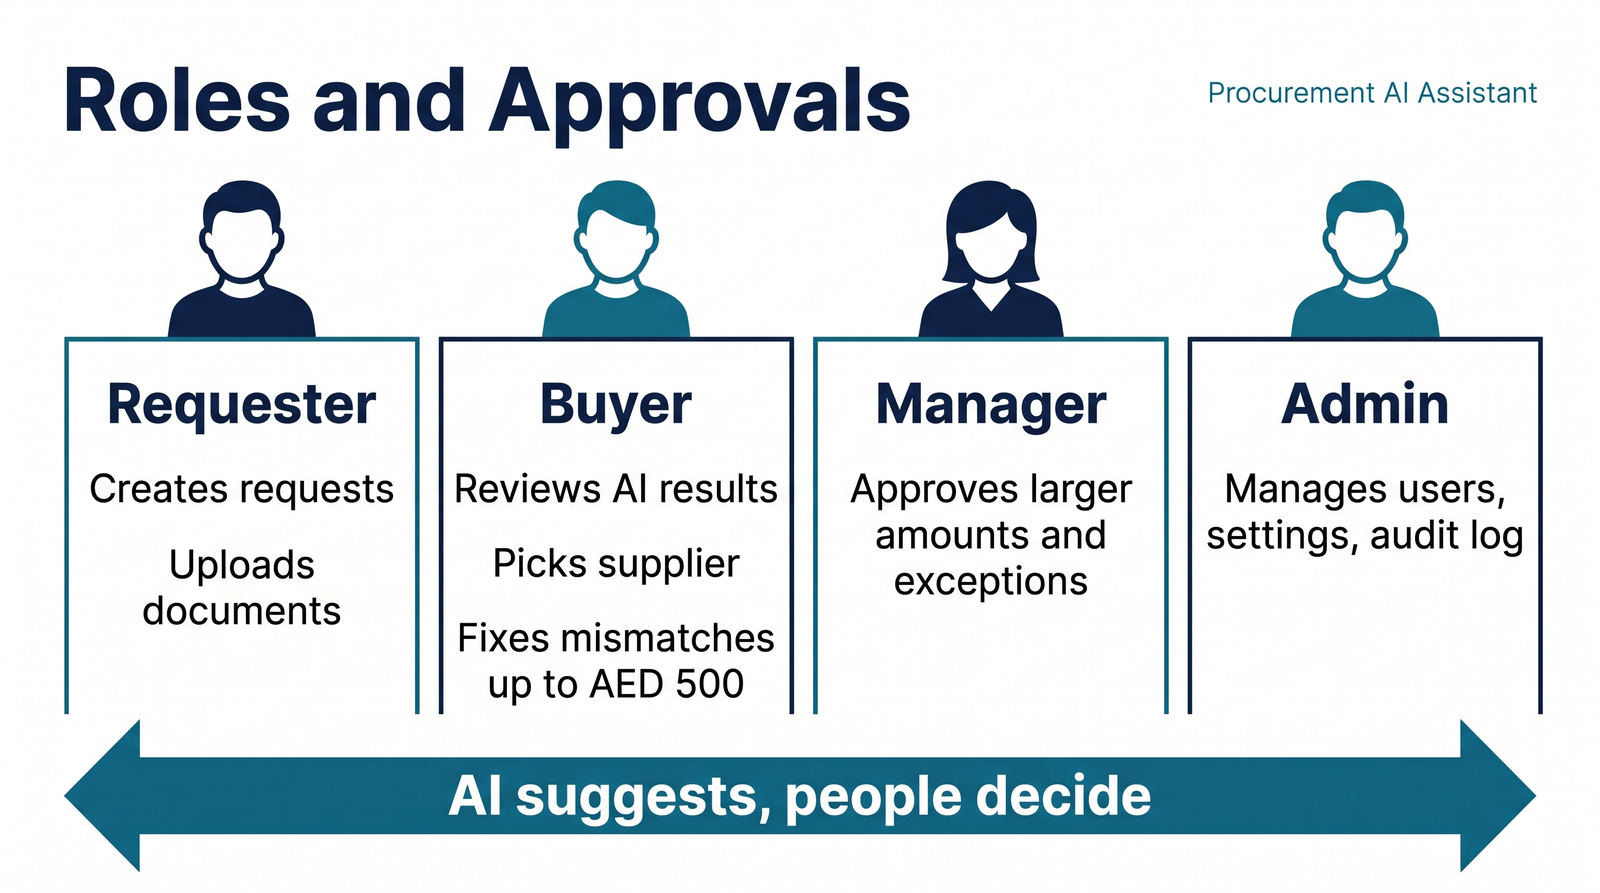 Roles and Approvals
Procurement AI Assistant
Requester
Creates requests
Uploads
documents
Buyer
Reviews AI results
Picks supplier
Fixes mismatches
up to AED 500
Manager
Approves larger
amounts and
exceptions
Admin
Manages users,
settings, audit log
AI suggests, people decide